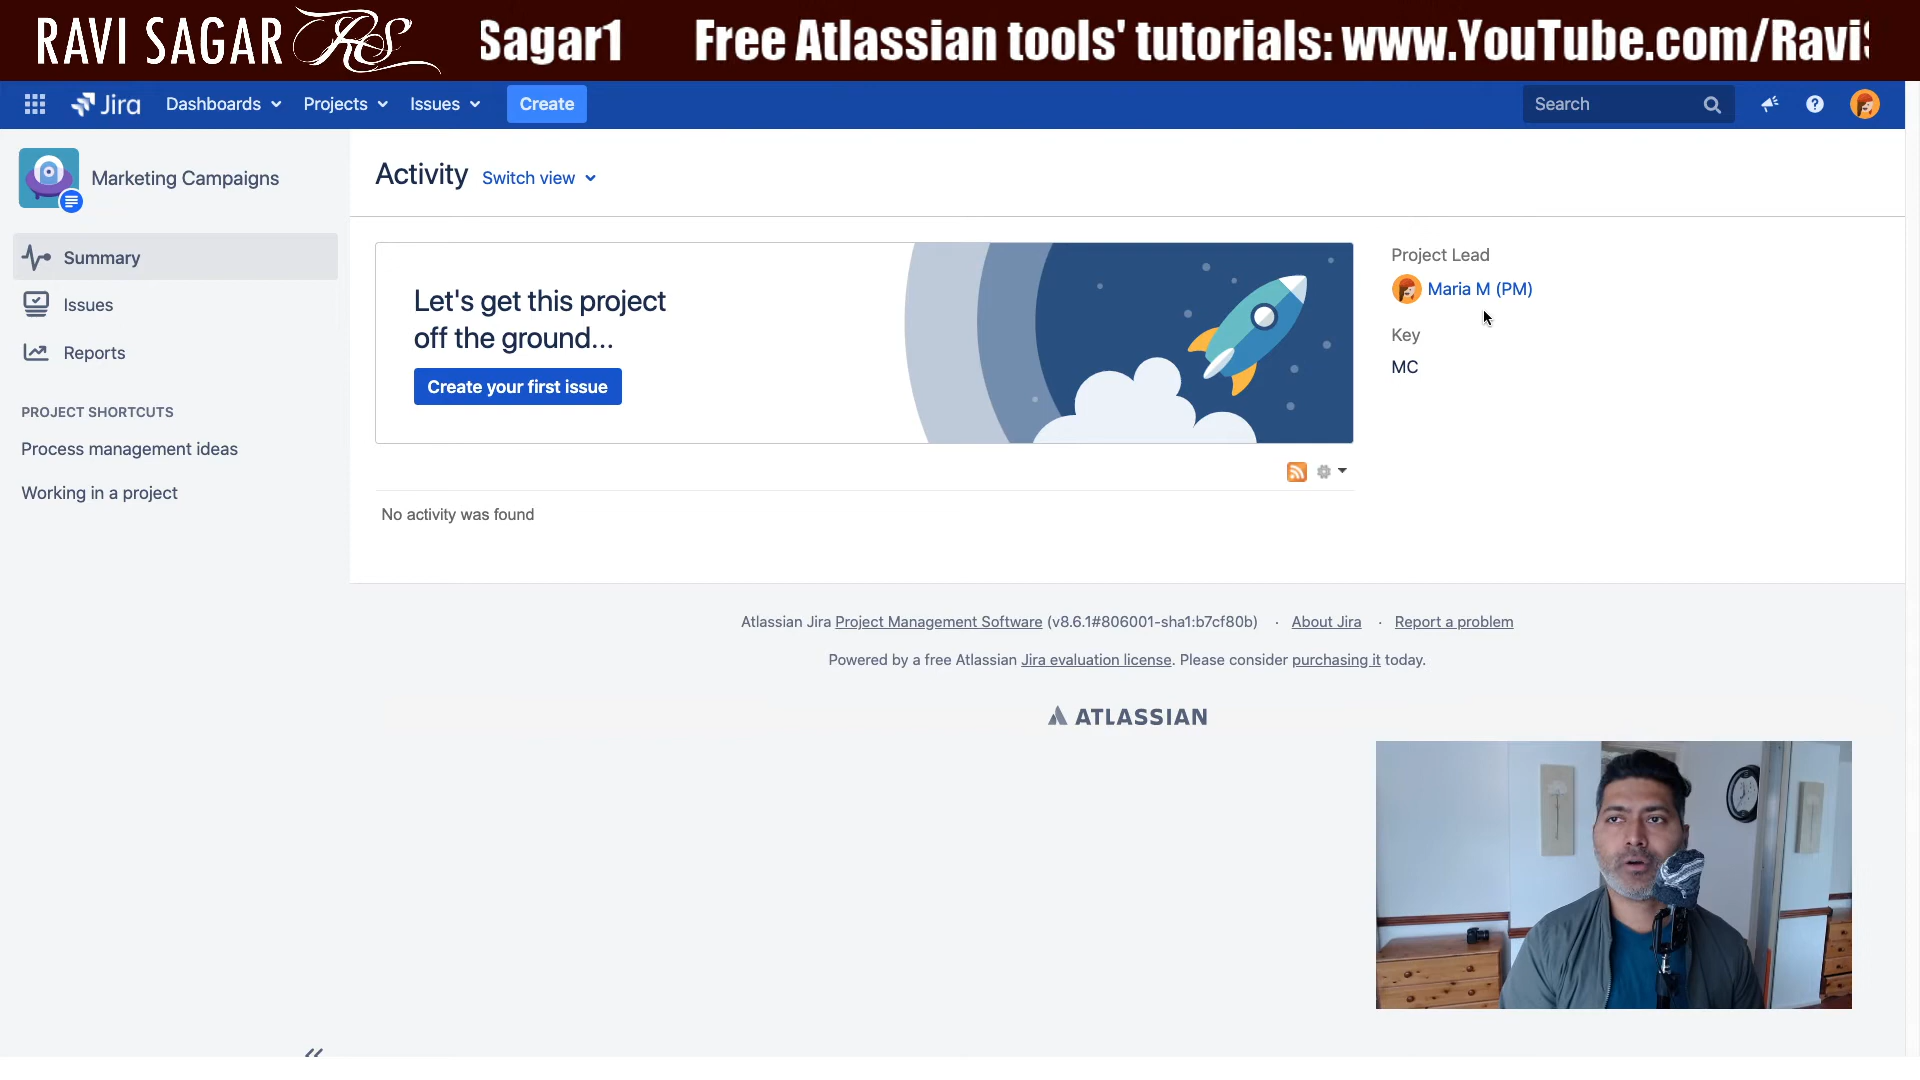 RAVI SAGAR RS
Sagar1 Free Atlassian tools' tutorials: www.YouTube.com/Ravi
Jira Dashboards Projects Issues Create Search
Marketing Campaigns
Summary
Issues
Reports
PROJECT SHORTCUTS
Process management ideas
Working in a project
Activity Switch view
Let's get this project
off the ground...
Create your first issue
Project Lead
Maria M (PM)
Key
MC
No activity was found
Atlassian Jira Project Management Software (v8.6.1#806001-sha1:b7cf80b) · About Jira · Report a problem
Powered by a free Atlassian Jira evaluation license. Please consider purchasing it today.
ATLASSIAN